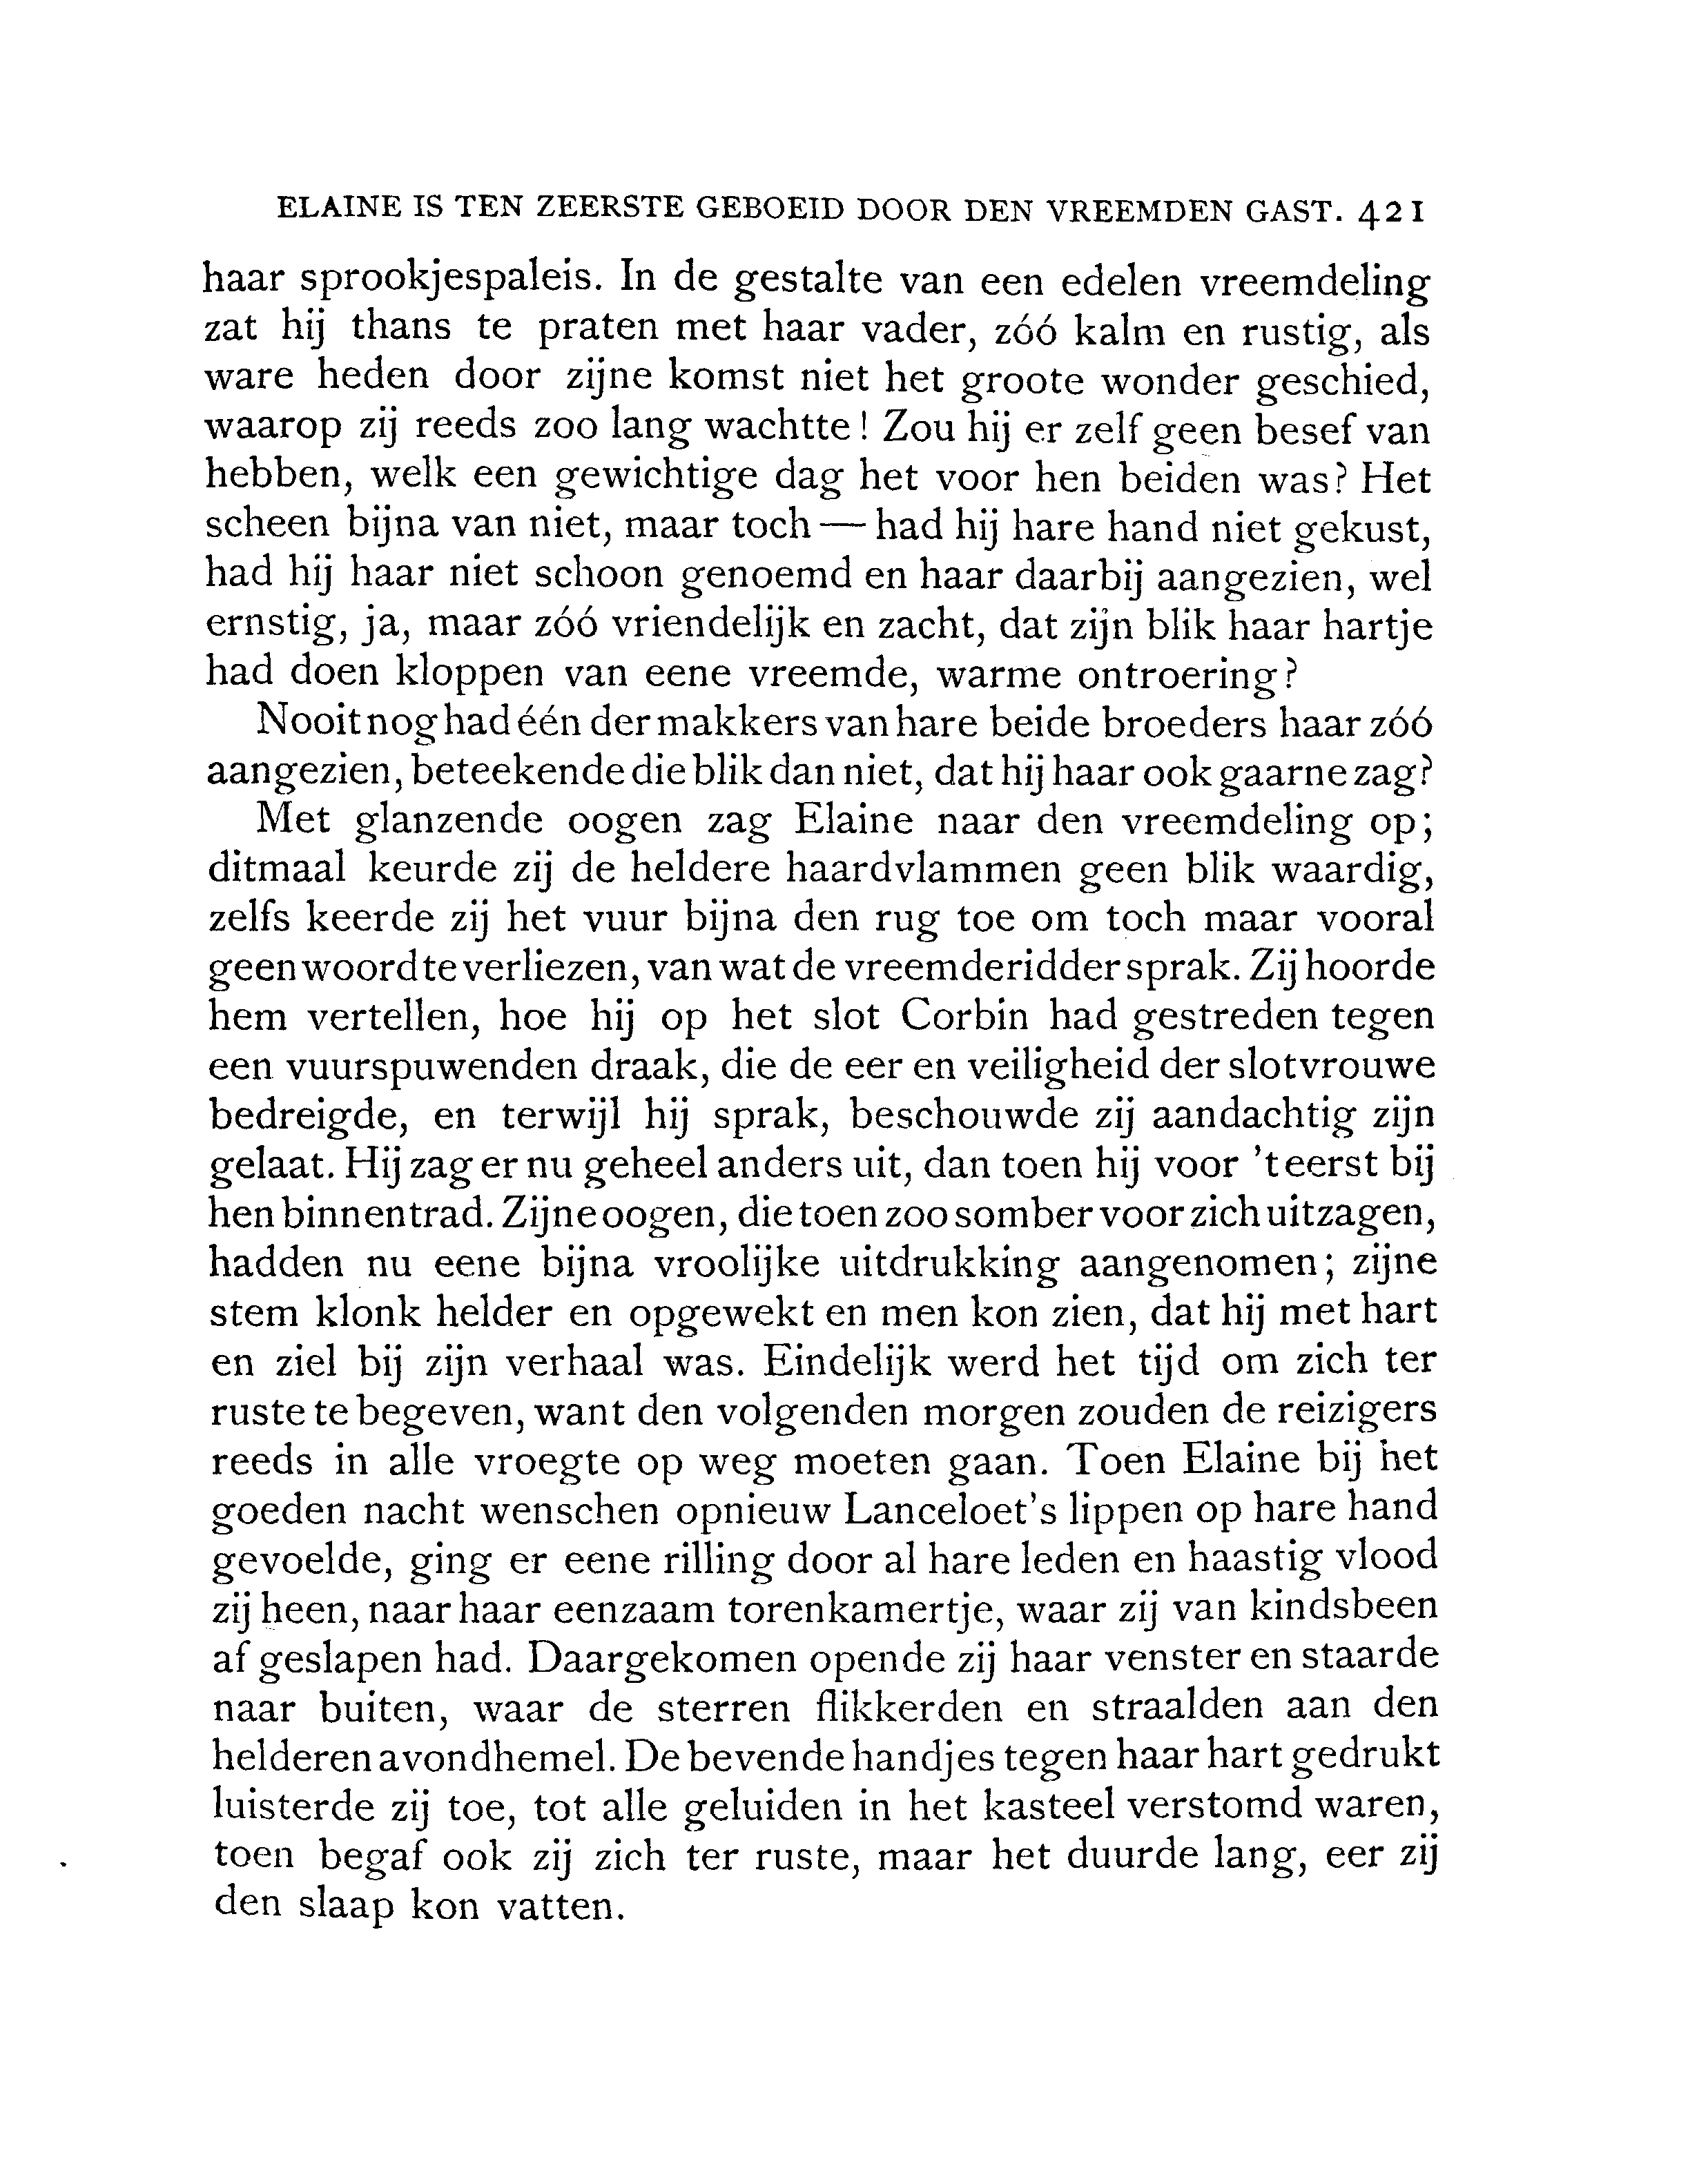 ELAINE IS TEN ZEERSTE GEBOEID DOOR DEN VREEMDEN GAST. 421
haar sprookjespaleis. In de gestalte van een edelen vreemdeling
zat hij thans te praten met haar vader, zóó kalm en rustig, als
ware heden door zijne komst niet het groote wonder geschied,
waarop zij reeds zoo lang wachtte! Zou hij er zelf geen besef van
hebben, welk een gewichtige dag het voor hen beiden was? Het
scheen bijna van niet, maar toch — had hij hare hand niet gekust,
had hij haar niet schoon genoemd en haar daarbij aangezien, wel
ernstig, ja, maar zóó vriendelijk en zacht, dat zijn blik haar hartje
had doen kloppen van eene vreemde, warme ontroering?
Nooit nog had één der makkers van hare beide broeders haar zóó
aangezien, beteekende die blik dan niet, dat hij haar ook gaarne zag?
Met glanzende oogen zag Elaine naar den vreemdeling op;
ditmaal keurde zij de heldere haardvlammen geen blik waardig,
zelfs keerde zij het vuur bijna den rug toe om toch maar vooral
geen woord te verliezen, van wat de vreemde ridder sprak. Zij hoorde
hem vertellen, hoe hij op het slot Corbin had gestreden tegen
een vuurspuwenden draak, die de eer en veiligheid der slotvrouwe
bedreigde, en terwijl hij sprak, beschouwde zij aandachtig zijn
gelaat. Hij zag er nu geheel anders uit, dan toen hij voor 't eerst bij
hen binnentrad. Zijne oogen, die toen zoo somber voor zich uitzagen,
hadden nu eene bijna vroolijke uitdrukking aangenomen; zijne
stem klonk helder en opgewekt en men kon zien, dat hij met hart
en ziel bij zijn verhaal was. Eindelijk werd het tijd om zich ter
ruste te begeven, want den volgenden morgen zouden de reizigers
reeds in alle vroegte op weg moeten gaan. Toen Elaine bij het
goeden nacht wenschen opnieuw Lanceloet's lippen op hare hand
gevoelde, ging er eene rilling door al hare leden en haastig vlood
zij heen, naar haar eenzaam torenkamertje, waar zij van kindsbeen
af geslapen had. Daargekomen opende zij haar venster en staarde
naar buiten, waar de sterren flikkerden en straalden aan den
helderen avondhemel. De bevende handjes tegen haar hart gedrukt
luisterde zij toe, tot alle geluiden in het kasteel verstomd waren,
toen begaf ook zij zich ter ruste, maar het duurde lang, eer zij
den slaap kon vatten.